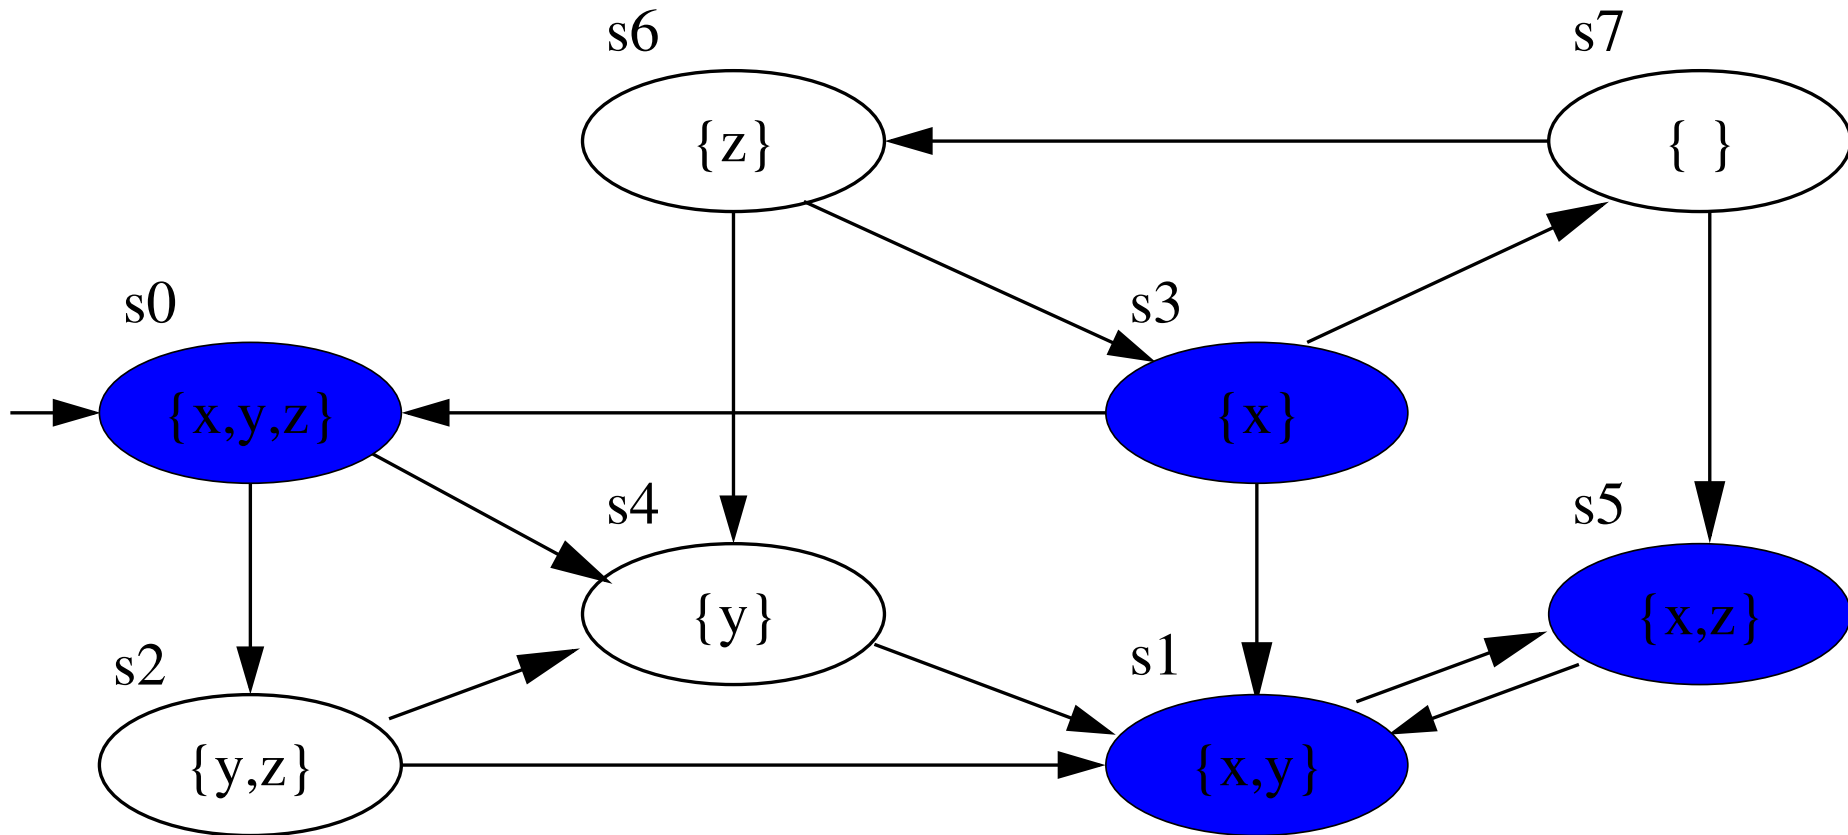 s6
s7
{z}
{ }
s0
s3
{x,y,z}
{x}
s4
s5
{y}
{x,z}
s2
s1
{y,z}
{x,y}